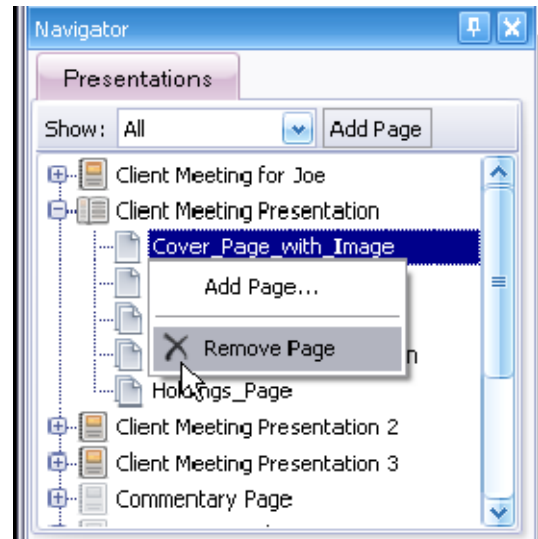 Navigator
Presentations
Show: All Add Page
Client Meeting for Joe
Client Meeting Presentation
Cover_Page_with_Image
Add Page...
Remove Page
n
Holdings_Page
Client Meeting Presentation 2
Client Meeting Presentation 3
Commentary Page